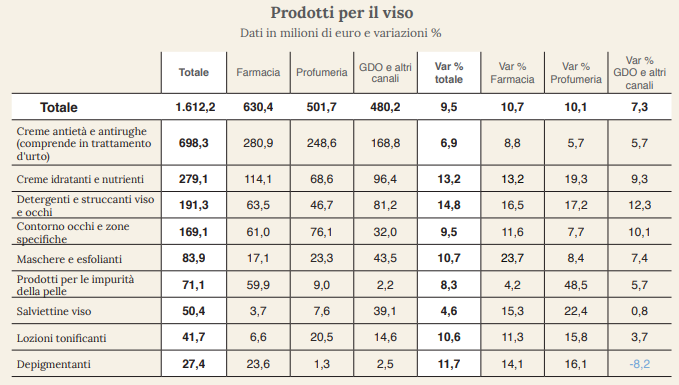 Prodotti per il viso
Dati in milioni di euro e variazioni %
Totale Farmacia Profumeria GDO e altri canali Var % totale Var % Farmacia Var % Profumeria Var % GDO e altri canali
Totale 1.612,2 630,4 501,7 480,2 9,5 10,7 10,1 7,3
Creme antietà e antirughe
(comprende in trattamento
d'urto) 698,3 280,9 248,6 168,8 6,9 8,8 5,7 5,7
Creme idratanti e nutrienti 279,1 114,1 68,6 96,4 13,2 13,2 19,3 9,3
Detergenti e struccanti viso
e occhi 191,3 63,5 46,7 81,2 14,8 16,5 17,2 12,3
Contorno occhi e zone
specifiche 169,1 61,0 76,1 32,0 9,5 11,6 7,7 10,1
Maschere e esfolianti 83,9 17,1 23,3 43,5 10,7 23,7 8,4 7,4
Prodotti per le impurità
della pelle 71,1 59,9 9,0 2,2 8,3 4,2 48,5 5,7
Salviettine viso 50,4 3,7 7,6 39,1 4,6 15,3 22,4 0,8
Lozioni tonificanti 41,7 6,6 20,5 14,6 10,6 11,3 15,8 3,7
Depigmentanti 27,4 23,6 1,3 2,5 11,7 14,1 16,1 -8,2